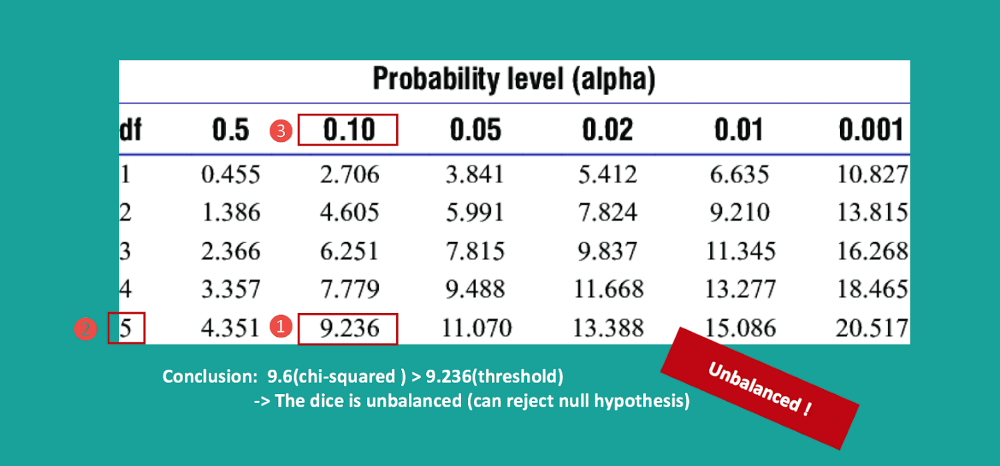 Probability level (alpha)
df 0.5 3 0.10 0.05 0.02 0.01 0.001
1 0.455 2.706 3.841 5.412 6.635 10.827
2 1.386 4.605 5.991 7.824 9.210 13.815
3 2.366 6.251 7.815 9.837 11.345 16.268
4 3.357 7.779 9.488 11.668 13.277 18.465
2 5 4.351 1 9.236 11.070 13.388 15.086 20.517
Conclusion: 9.6(chi-squared ) > 9.236(threshold)
-> The dice is unbalanced (can reject null hypothesis)
Unbalanced !